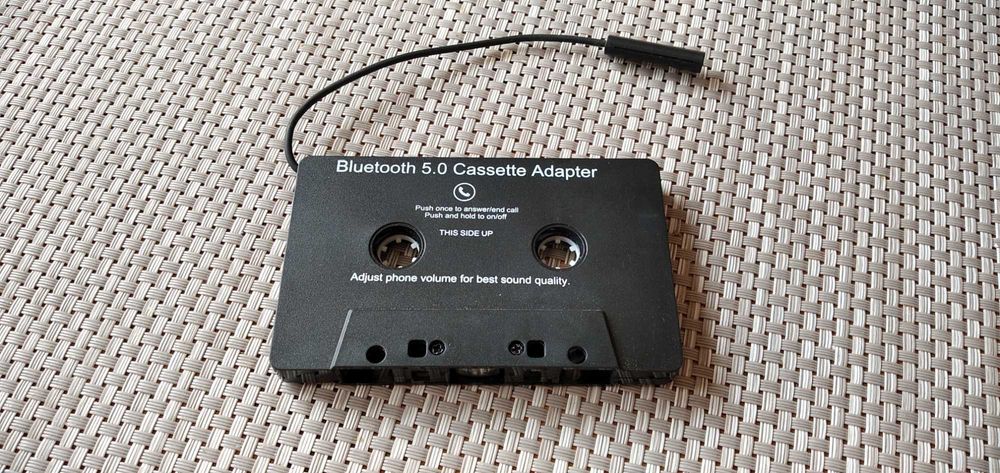 Bluetooth 5.0 Cassette Adapter
Push once to answer/end call
Push and hold to on/off
THIS SIDE UP
Adjust phone volume for best sound quality.